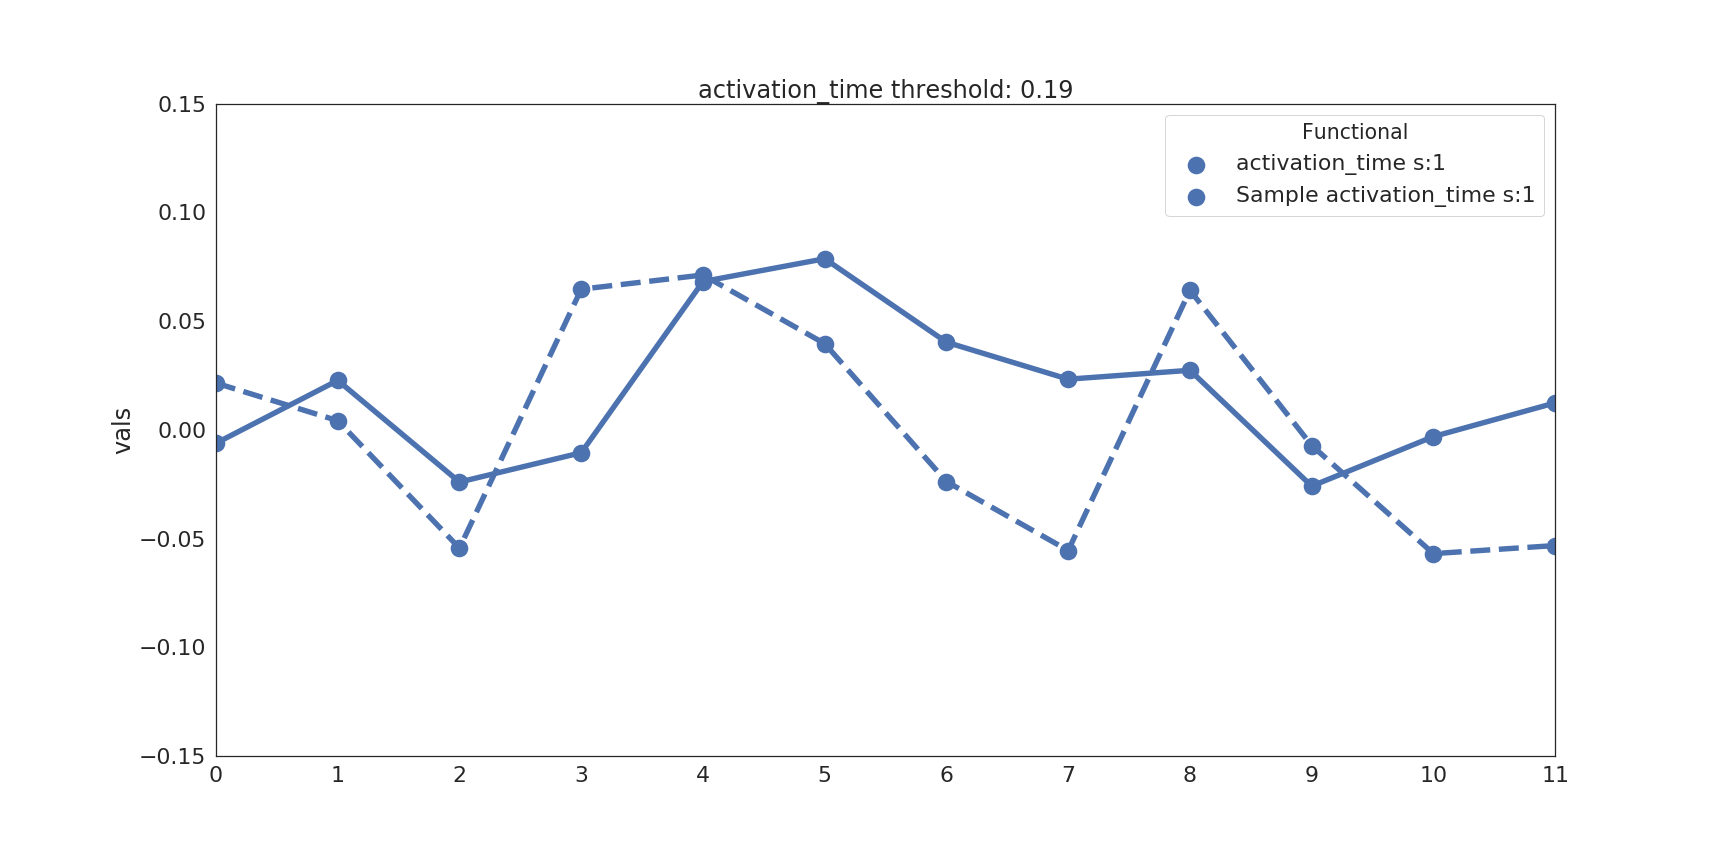 activation_time threshold: 0.19
0.15
0.10
0.05
0.00
−0.05
−0.10
−0.15
vals
Functional
activation_time s:1
Sample activation_time s:1
0 1 2 3 4 5 6 7 8 9 10 11